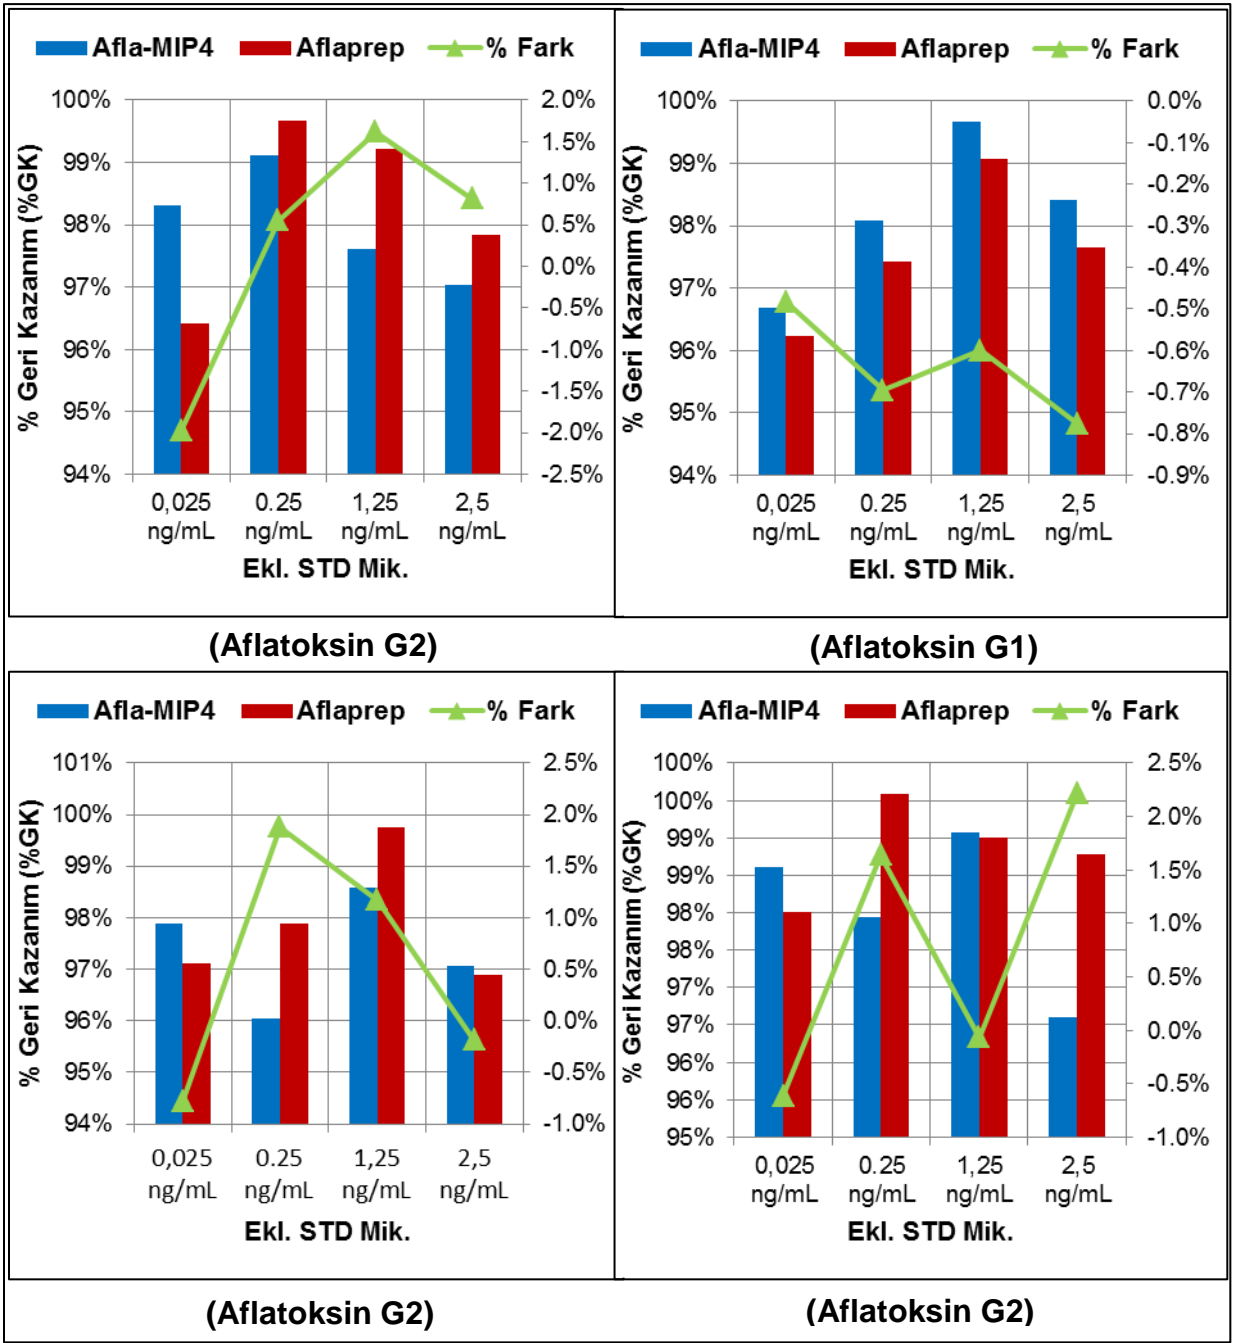 Afla-MIP4 Aflaprep % Fark
% Geri Kazanım (%GK)
100%
99%
98%
97%
96%
95%
94%
2.0%
1.5%
1.0%
0.5%
0.0%
-0.5%
-1.0%
-1.5%
-2.0%
-2.5%
0,025 0.25 1,25 2,5
ng/mL ng/mL ng/mL ng/mL
Ekl. STD Mik.
(Aflatoksin G2)
Afla-MIP4 Aflaprep % Fark
% Geri Kazanım (%GK)
100%
99%
98%
97%
96%
95%
94%
0.0%
-0.1%
-0.2%
-0.3%
-0.4%
-0.5%
-0.6%
-0.7%
-0.8%
-0.9%
0,025 0.25 1,25 2,5
ng/mL ng/mL ng/mL ng/mL
Ekl. STD Mik.
(Aflatoksin G1)
Afla-MIP4 Aflaprep % Fark
% Geri Kazanım (%GK)
101%
100%
99%
98%
97%
96%
95%
94%
2.5%
2.0%
1.5%
1.0%
0.5%
0.0%
-0.5%
-1.0%
0,025 0.25 1,25 2,5
ng/mL ng/mL ng/mL ng/mL
Ekl. STD Mik.
(Aflatoksin G2)
Afla-MIP4 Aflaprep % Fark
% Geri Kazanım (%GK)
100%
100%
99%
99%
98%
98%
97%
97%
96%
96%
95%
2.5%
2.0%
1.5%
1.0%
0.5%
0.0%
-0.5%
-1.0%
0,025 0.25 1,25 2,5
ng/mL ng/mL ng/mL ng/mL
Ekl. STD Mik.
(Aflatoksin G2)